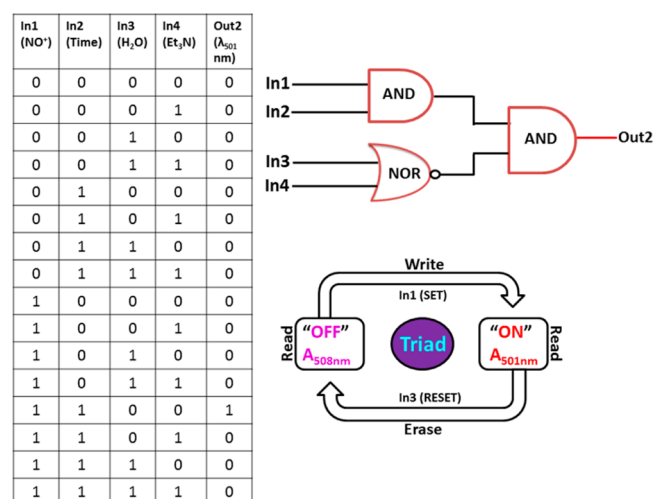 In1 (NO⁺) In2 (Time) In3 (H₂O) In4 (Et₃N) Out2 (λ₅₀₁ nm)
0 0 0 0 0
0 0 0 1 0
0 0 1 0 0
0 0 1 1 0
0 1 0 0 0
0 1 0 1 0
0 1 1 0 0
0 1 1 1 0
1 0 0 0 0
1 0 0 1 0
1 0 1 0 0
1 0 1 1 0
1 1 0 0 1
1 1 0 1 0
1 1 1 0 0
1 1 1 1 0
In1
AND
In2
AND
Out2
In3
NOR
In4
Write
In1 (SET)
Read
"OFF"
A508nm
Triad
"ON"
A501nm
Read
In3 (RESET)
Erase